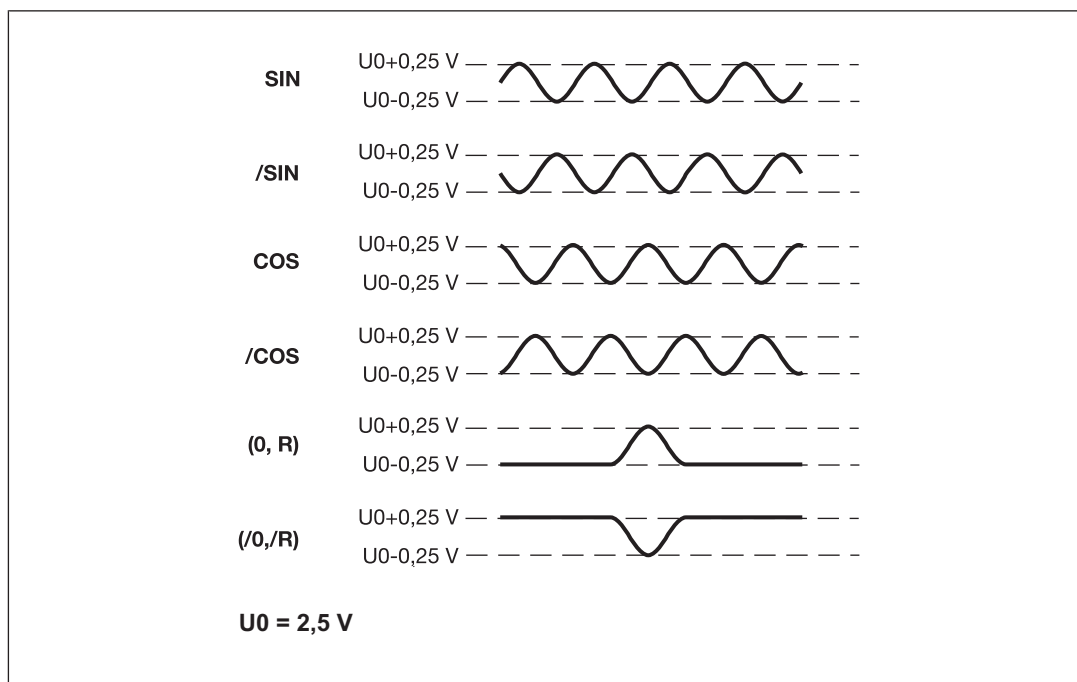 SIN
U0+0,25 V
U0-0,25 V
/SIN
U0+0,25 V
U0-0,25 V
COS
U0+0,25 V
U0-0,25 V
/COS
U0+0,25 V
U0-0,25 V
(0, R)
U0+0,25 V
U0-0,25 V
(/0,/R)
U0+0,25 V
U0-0,25 V
U0 = 2,5 V